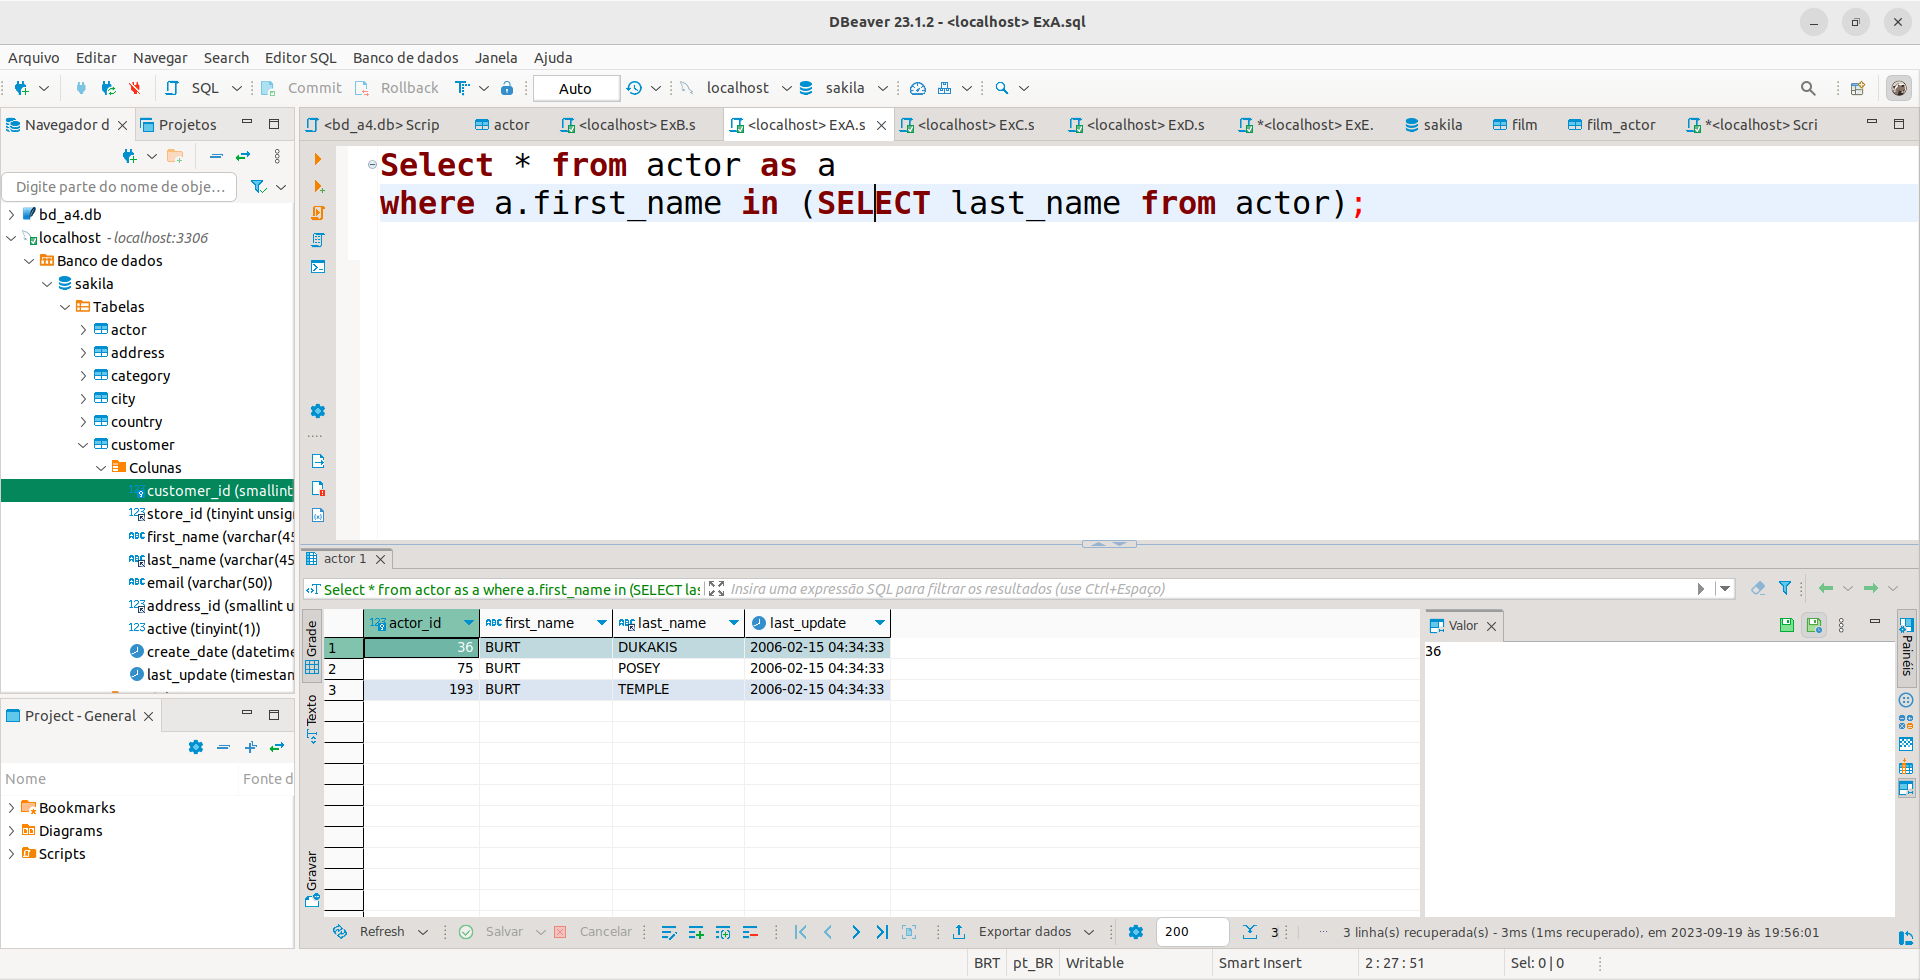 DBeaver 23.1.2 - <localhost> ExA.sql
Arquivo Editar Navegar Search Editor SQL Banco de dados Janela Ajuda
SQL Commit Rollback Auto localhost sakila
Navegador d Projetos
<bd_a4.db> Scrip actor <localhost> ExB.s <localhost> ExA.s <localhost> ExC.s <localhost> ExD.s *<localhost> ExE. sakila film film_actor *<localhost> Scri
Digite parte do nome de obje...
bd_a4.db
localhost - localhost:3306
Banco de dados
sakila
Tabelas
actor
address
category
city
country
customer
Colunas
customer_id (smallint
store_id (tinyint unsig
first_name (varchar(45
last_name (varchar(45
email (varchar(50))
address_id (smallint u
active (tinyint(1))
create_date (datetime
last_update (timestan
Project - General
Nome Fonte d
Bookmarks
Diagrams
Scripts
Select * from actor as a
where a.first_name in (SELECT last_name from actor);
actor 1
Select * from actor as a where a.first_name in (SELECT las Insira uma expressão SQL para filtrar os resultados (use Ctrl+Espaço)
Grade
Texto
Gravar
actor_id first_name last_name last_update
1 36 BURT DUKAKIS 2006-02-15 04:34:33
2 75 BURT POSEY 2006-02-15 04:34:33
3 193 BURT TEMPLE 2006-02-15 04:34:33
Valor
36
Painéis
Refresh Salvar Cancelar Exportar dados 200 3 3 linha(s) recuperada(s) - 3ms (1ms recuperado), em 2023-09-19 às 19:56:01
BRT pt_BR Writable Smart Insert 2 : 27 : 51 Sel: 0 | 0